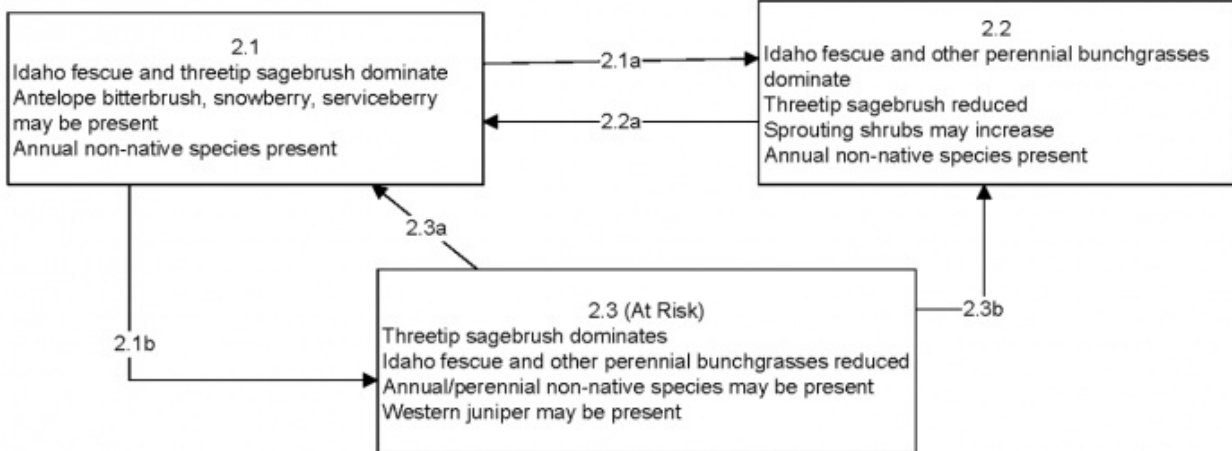 2.1
Idaho fescue and threetip sagebrush dominate
Antelope bitterbrush, snowberry, serviceberry
may be present
Annual non-native species present
2.1a
2.2a
2.2
Idaho fescue and other perennial bunchgrasses
dominate
Threetip sagebrush reduced
Sprouting shrubs may increase
Annual non-native species present
2.3a
2.1b
2.3 (At Risk)
Threetip sagebrush dominates
Idaho fescue and other perennial bunchgrasses reduced
Annual/perennial non-native species may be present
Western juniper may be present
2.3b